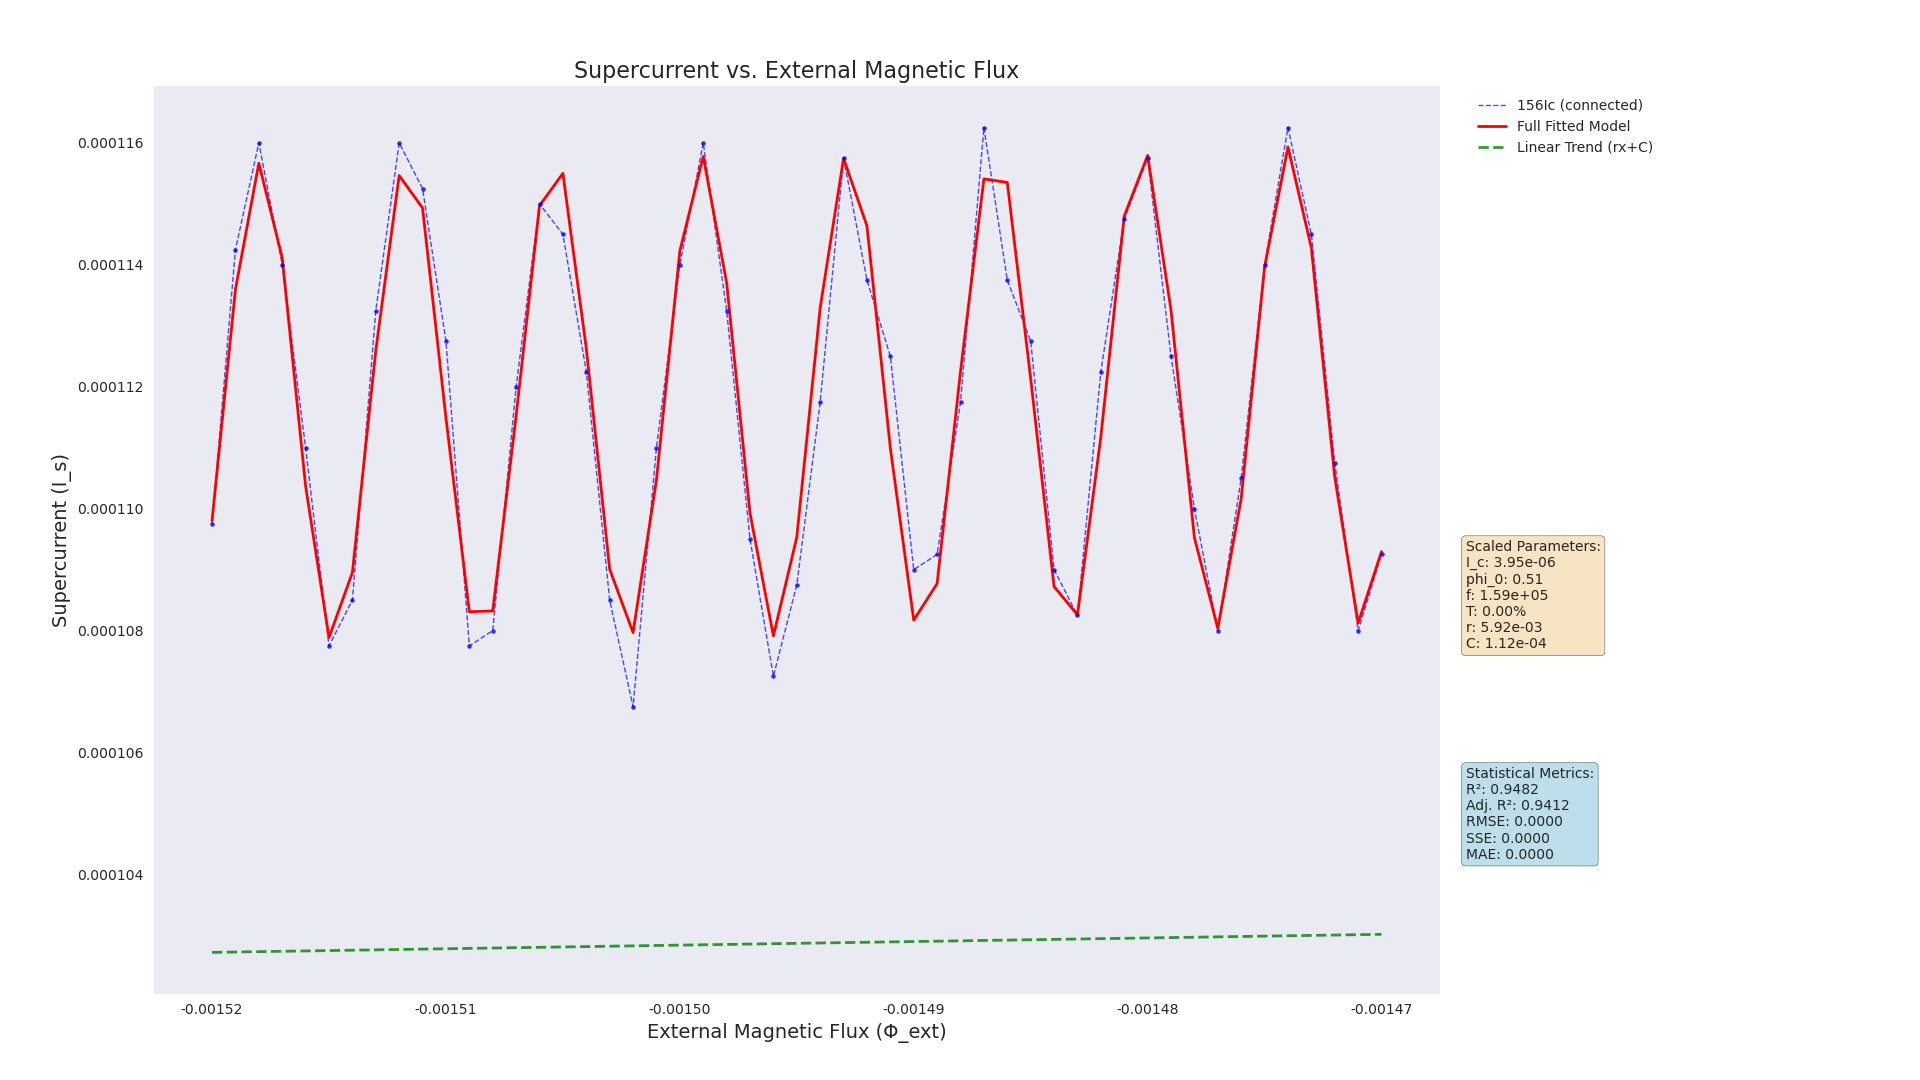 Supercurrent vs. External Magnetic Flux
156Ic (connected)
Full Fitted Model
Linear Trend (rx+C)
0.000116
0.000114
0.000112
0.000110
0.000108
0.000106
0.000104
Supercurrent (I_s)
-0.00152
-0.00151
-0.00150
-0.00149
-0.00148
-0.00147
External Magnetic Flux (Φ_ext)
Scaled Parameters:
I_c: 3.95e-06
phi_0: 0.51
f: 1.59e+05
T: 0.00%
r: 5.92e-03
C: 1.12e-04
Statistical Metrics:
R²: 0.9482
Adj. R²: 0.9412
RMSE: 0.0000
SSE: 0.0000
MAE: 0.0000